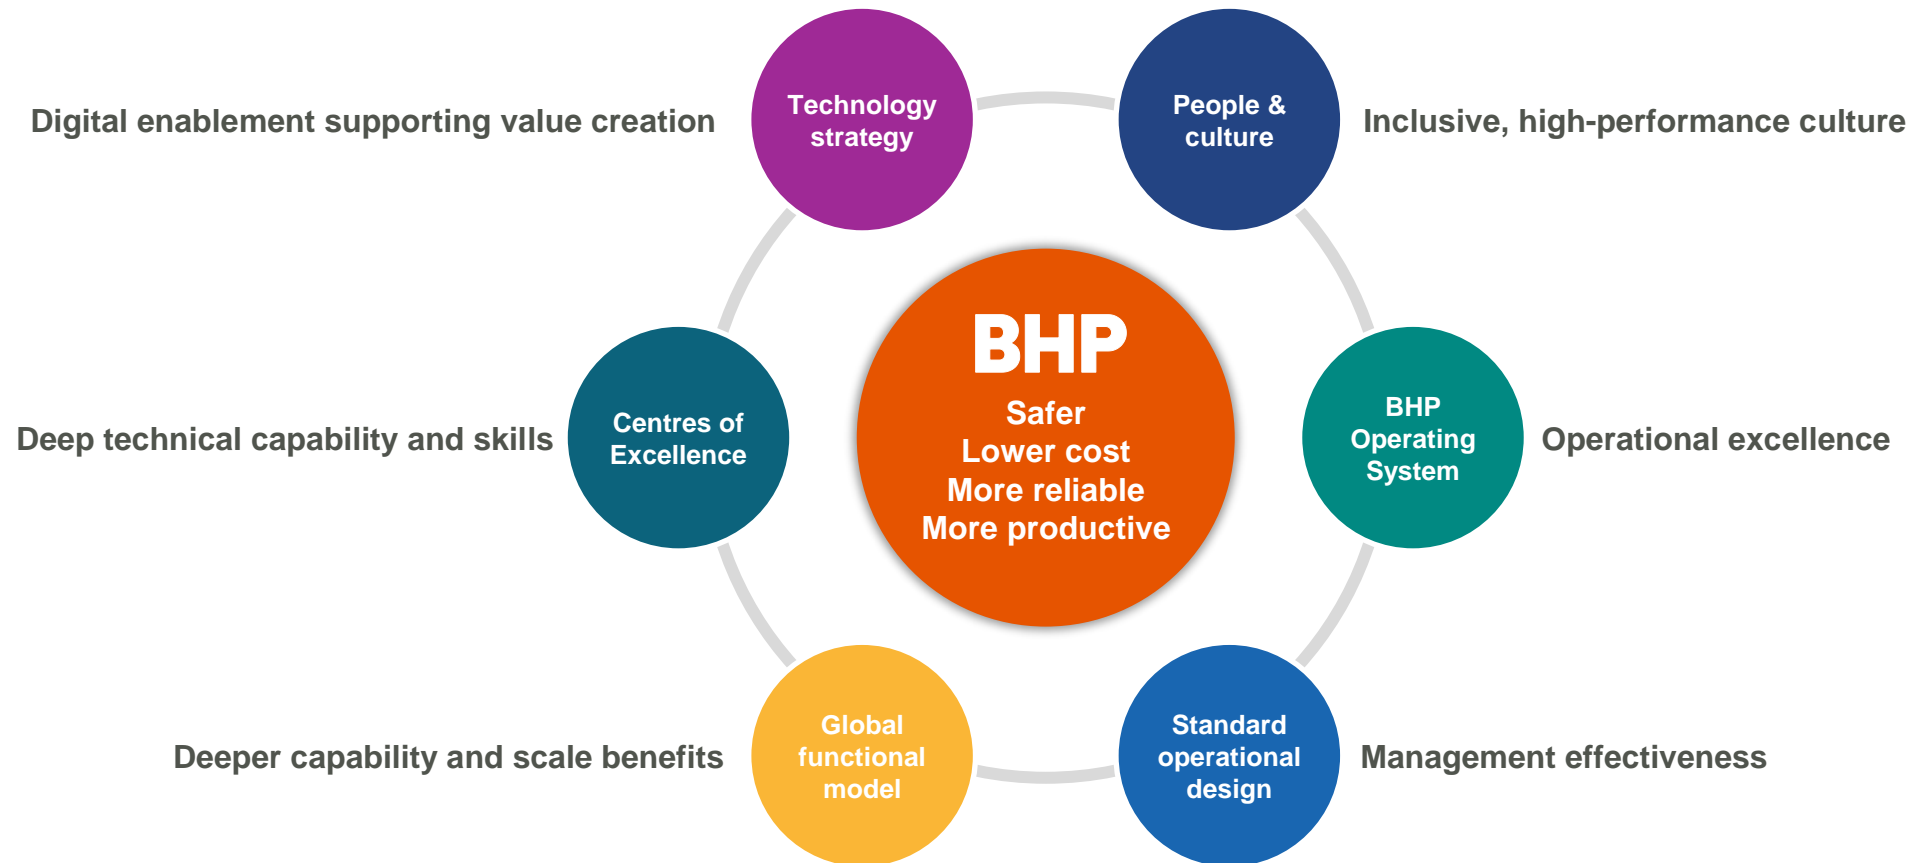 Technology
strategy
People &
culture
Digital enablement supporting value creation
Inclusive, high-performance culture
BHP
Safer
Lower cost
More reliable
More productive
Centres of
Excellence
Deep technical capability and skills
BHP
Operating
System
Operational excellence
Global
functional
model
Deeper capability and scale benefits
Standard
operational
design
Management effectiveness